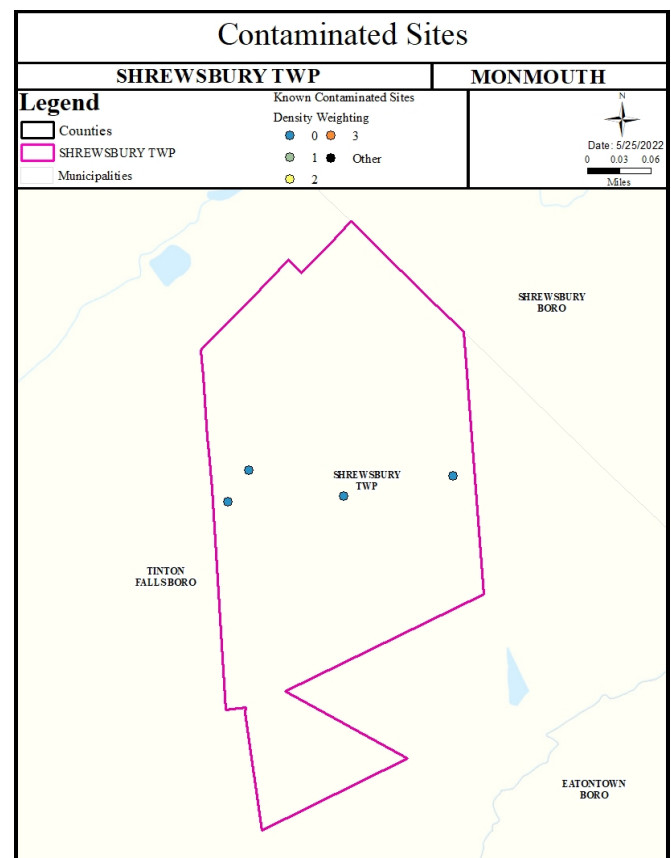 Contaminated Sites
SHREWSBURY TWP
MONMOUTH
Legend
Counties
SHREWSBURY TWP
Municipalities
Known Contaminated Sites
Density Weighting
0 3
1 Other
2
N
Date: 5/25/2022
0 0.03 0.06
Miles
SHREWSBURY
BORO
SHREWSBURY
TWP
TINTON
FALLSBORO
EATONTOWN
BORO